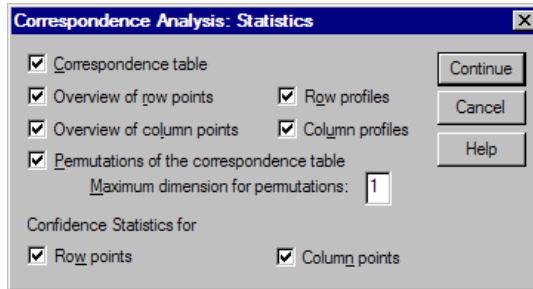 Correspondence Analysis: Statistics
Correspondence table
Continue
Overview of row points
Row profiles
Cancel
Overview of column points
Column profiles
Help
Permutations of the correspondence table
Maximum dimension for permutations: 1
Confidence Statistics for
Row points
Column points